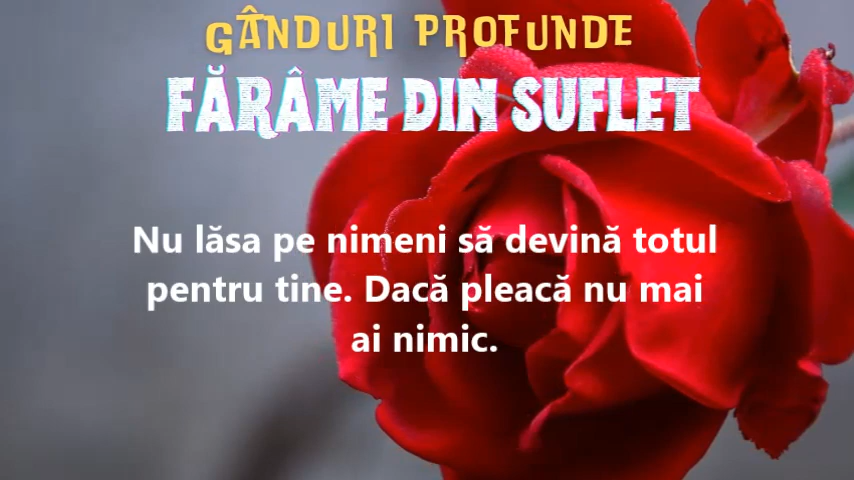 GÂNDURI PROFUNDE
FĂRÂME DIN SUFLET
Nu lăsa pe nimeni să devină totul
pentru tine. Dacă pleacă nu mai
ai nimic.